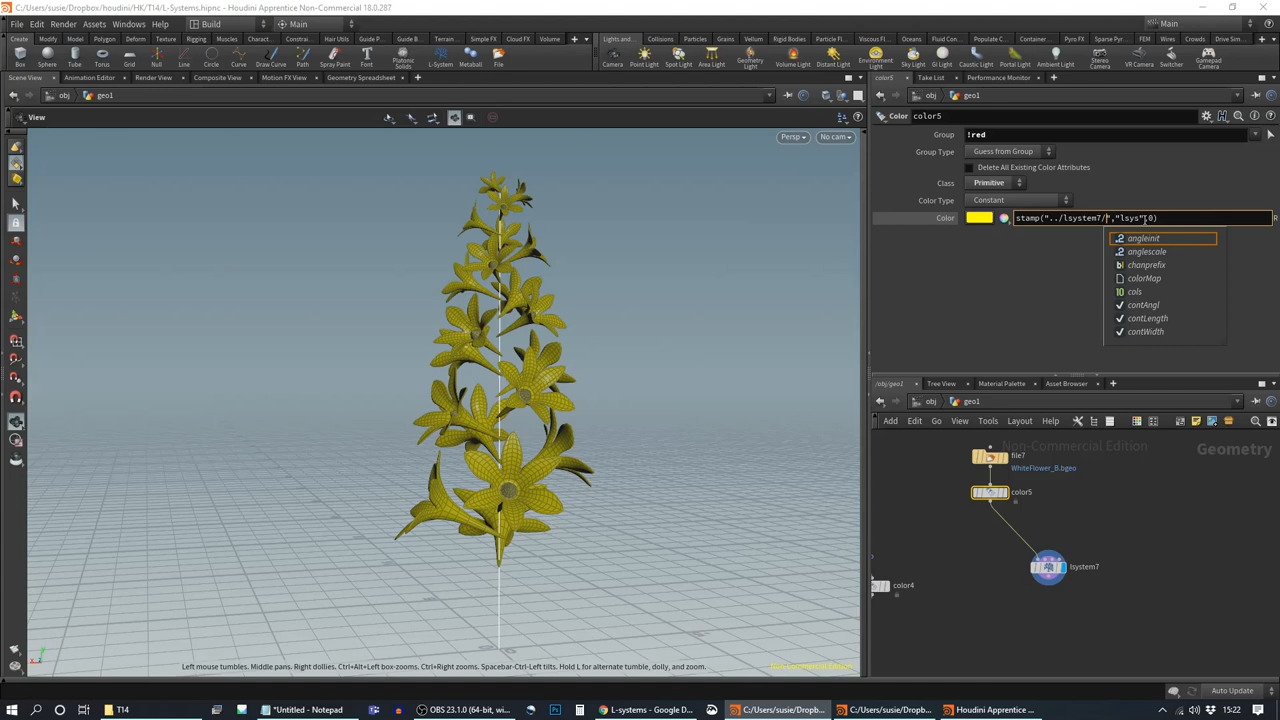 C:/Users/susie/Dropbox/houdini/HK/T14/L-Systems.hipnc - Houdini Apprentice Non-Commercial 18.0.287
File Edit Render Assets Windows Help Build Main Main
Create Modify Model Polygon Deform Texture Rigging Muscles Charact... Constrai... Hair Utils Guide P... Guide B... Terrain... Simple FX Cloud FX Volume
Lights and... Collisions Particles Grains Vellum Rigid Bodies Particle Fl... Viscous Fl... Oceans Fluid Con... Populate C... Container... Pyro FX Sparse Pyr... FEM Wires Crowds Drive Sim...
Box Sphere Tube Torus Grid Null Line Circle Curve Draw Curve Path Spray Paint Font Platonic Solids L-System Metaball File
Camera Point Light Spot Light Area Light Geometry Light Volume Light Distant Light Environment Light Sky Light GI Light Caustic Light Portal Light Ambient Light Stereo Camera VR Camera Switcher Gamepad Camera
Scene View Animation Editor Render View Composite View Motion FX View Geometry Spreadsheet
color5 Take List Performance Monitor
obj geo1
obj geo1
View
Persp No cam
Color color5
Group !red
Group Type Guess from Group
Delete All Existing Color Attributes
Class Primitive
Color Type Constant
Color stamp("../lsystem7/","lsys",0)
angleinit
anglescale
chanprefix
colorMap
cols
contAngl
contLength
contWidth
/obj/geo1 Tree View Material Palette Asset Browser
obj geo1
Add Edit Go View Tools Layout Help
Non-Commercial Edition
Geometry
file7
WhiteFlower_B.bgeo
color5
lsystem7
color4
Left mouse tumbles. Middle pans. Right dollies. Ctrl+Alt+Left box-zooms. Spacebar-Ctrl-Left tilts. Hold L for alternate tumble, dolly, and zoom.
Non-Commercial Edition
Auto Update
T14
*Untitled - Notepad
OBS 23.1.0 (64-bit, wi...
L-systems - Google D...
C:/Users/susie/Dropb...
C:/Users/susie/Dropb...
Houdini Apprentice ...
15:22